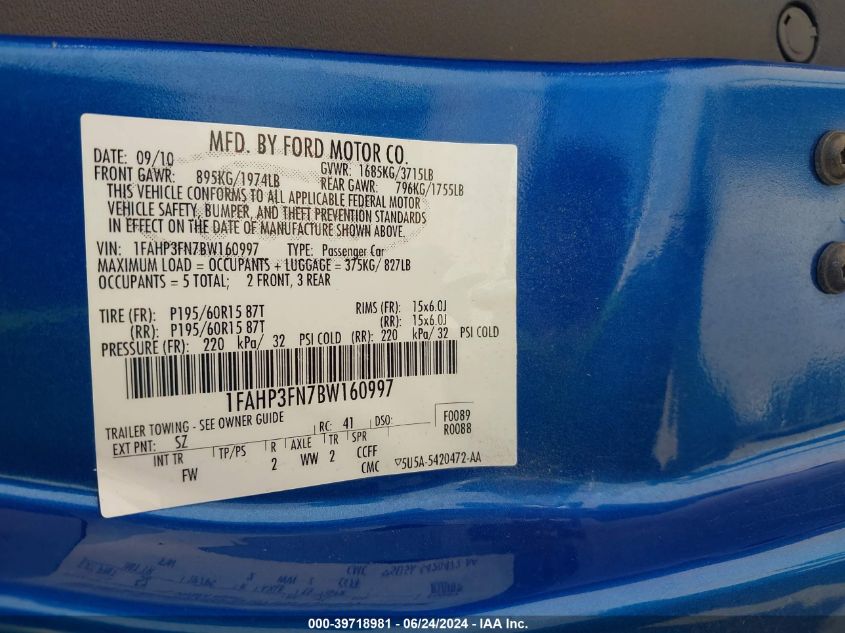 MFD. BY FORD MOTOR CO.
DATE: 09/10 GVWR: 1685KG/3715LB
FRONT GAWR: 895KG/1974LB REAR GAWR: 796KG/1755LB
THIS VEHICLE CONFORMS TO ALL APPLICABLE FEDERAL MOTOR
VEHICLE SAFETY, BUMPER, AND THEFT PREVENTION STANDARDS
IN EFFECT ON THE DATE OF MANUFACTURE SHOWN ABOVE.
VIN: 1FAHP3FN7BW160997 TYPE: Passenger Car
MAXIMUM LOAD = OCCUPANTS + LUGGAGE = 375KG/ 827LB
OCCUPANTS = 5 TOTAL; 2 FRONT, 3 REAR
TIRE (FR): P195/60R15 87T RIMS (FR): 15x6.0J
(RR): P195/60R15 87T (RR): 15x6.0J
PRESSURE (FR): 220 kPa/ 32 PSI COLD (RR): 220 kPa/ 32 PSI COLD
1FAHP3FN7BW160997
TRAILER TOWING - SEE OWNER GUIDE RC: 41 DSO: F0089
EXT PNT: SZ R0088
INT TR TP/PS R AXLE TR SPR
FW 2 WW 2 CCFF
CMC 5U5A-5420472-AA
000-39718981 - 06/24/2024 - IAA Inc.